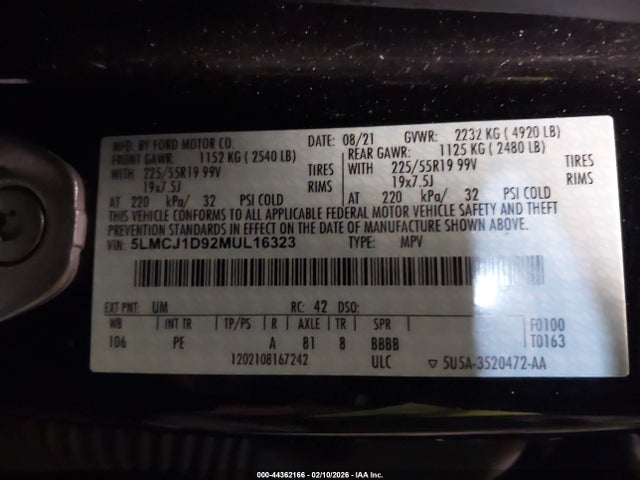 MFD. BY FORD MOTOR CO. DATE: 08/21 GVWR: 2232 KG ( 4920 LB)
FRONT GAWR: 1152 KG ( 2540 LB) REAR GAWR: 1125 KG ( 2480 LB)
WITH 225/55R19 99V TIRES WITH 225/55R19 99V TIRES
19x7.5J RIMS 19x7.5J RIMS
AT 220 kPa/ 32 PSI COLD AT 220 kPa/ 32 PSI COLD
THIS VEHICLE CONFORMS TO ALL APPLICABLE FEDERAL MOTOR VEHICLE SAFETY AND THEFT
PREVENTION STANDARDS IN EFFECT ON THE DATE OF MANUFACTURE SHOWN ABOVE.
VIN: 5LMCJ1D92MUL16323 TYPE: MPV
EXT PNT: UM RC: 42 DSO:
WB INT TR TP/PS R AXLE TR SPR F0100
106 PE A 81 8 BBBB T0163
1202108167242 ULC ▽ 5U5A-3520472-AA
000-44362166 - 02/10/2026 - IAA Inc.